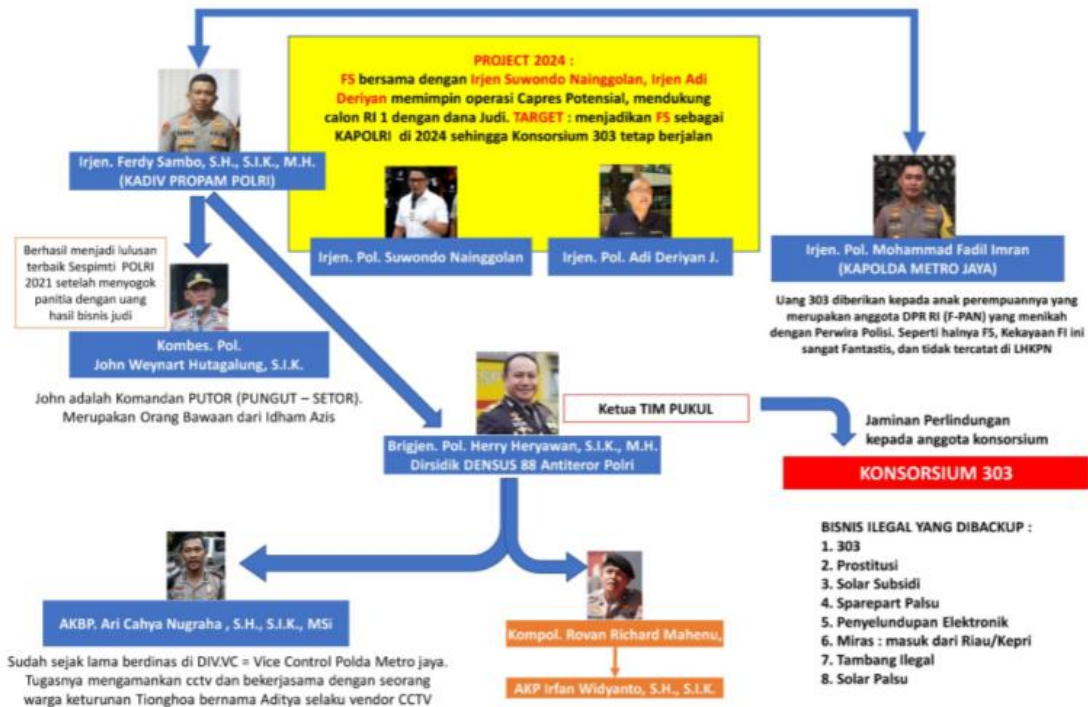 PROJECT 2024 :
FS bersama dengan Irjen Suwondo Nainggolan, Irjen Adi
Deriyan memimpin operasi Capres Potensial, mendukung
calon RI 1 dengan dana Judi. TARGET : menjadikan FS sebagai
KAPOLRI di 2024 sehingga Konsorsium 303 tetap berjalan
Irjen. Ferdy Sambo, S.H., S.I.K., M.H.
(KADIV PROPAM POLRI)
Irjen. Pol. Suwondo Nainggolan
Irjen. Pol. Adi Deriyan J.
Irjen. Pol. Mohammad Fadil Imran
(KAPOLDA METRO JAYA)
Uang 303 diberikan kepada anak perempuannya yang
merupakan anggota DPR RI (F-PAN) yang menikah
dengan Perwira Polisi. Seperti halnya FS, Kekayaan FI ini
sangat Fantastis, dan tidak tercatat di LHKPN
Berhasil menjadi lulusan
terbaik Sespimti POLRI
2021 setelah menyogok
panitia dengan uang
hasil bisnis judi
Kombes. Pol.
John Weynart Hutagalung, S.I.K.
John adalah Komandan PUTOR (PUNGUT – SETOR).
Merupakan Orang Bawaan dari Idham Azis
Ketua TIM PUKUL
Brigjen. Pol. Herry Heryawan, S.I.K., M.H.
Dirsidik DENSUS 88 Antiteror Polri
Jaminan Perlindungan
kepada anggota konsorsium
KONSORSIUM 303
BISNIS ILEGAL YANG DIBACKUP :
1. 303
2. Prostitusi
3. Solar Subsidi
4. Sparepart Palsu
5. Penyelundupan Elektronik
6. Miras : masuk dari Riau/Kepri
7. Tambang Ilegal
8. Solar Palsu
AKBP. Ari Cahya Nugraha , S.H., S.I.K., MSi
Sudah sejak lama berdinas di DIV.VC = Vice Control Polda Metro jaya.
Tugasnya mengamankan cctv dan bekerjasama dengan seorang
warga keturunan Tionghoa bernama Aditya selaku vendor CCTV
Kompol. Rovan Richard Mahenu,
AKP Irfan Widyanto, S.H., S.I.K.